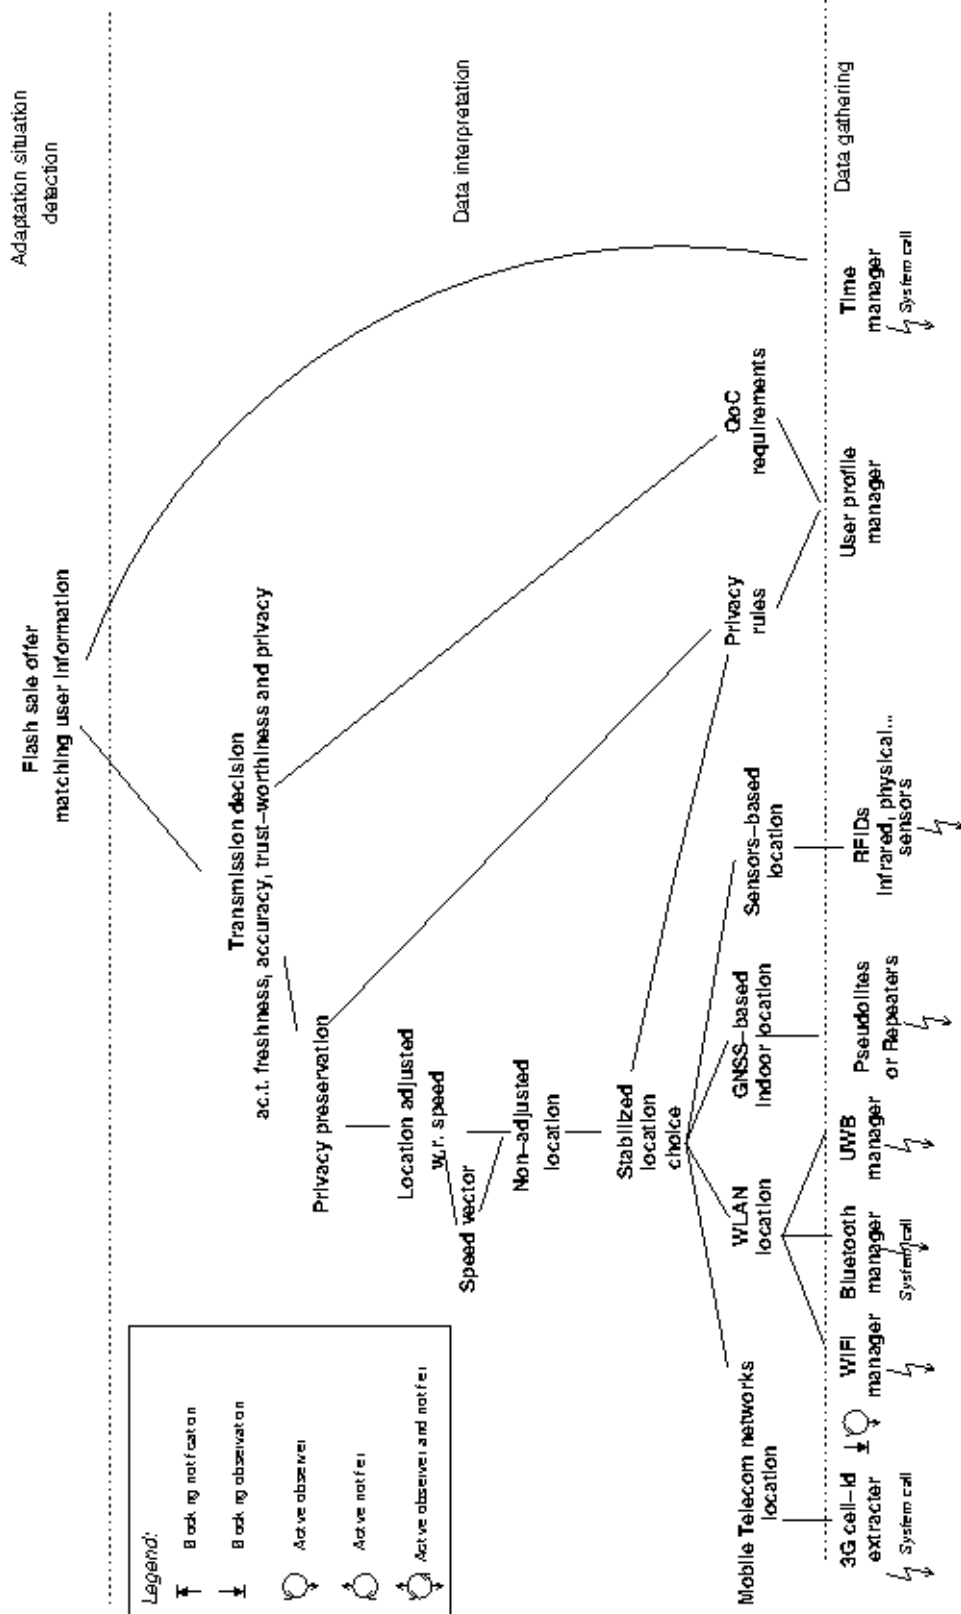 Adaptation situation
detection
Flash sale offer
matching user information
Data interpretation
Transmission decision
ac.t. freshness, accuracy, trust-worthiness and privacy
Privacy preservation
Location adjusted
w.r. speed
Speed vector
Non-adjusted
location
Stabilized
location
choice
Mobile Telecom networks
location
WLAN
location
GNSS-based
indoor location
Sensors-based
location
Privacy
rules
QoC
requirements
Data gathering
3G cell-id
extracter
System call
WIFI
manager
Bluetooth
manager
System call
UWB
manager
Pseudolites
or Repeaters
RFIDs
Infrared, physical...
sensors
User profile
manager
Time
manager
System call
Legend:
Blocking notification
Blocking observation
Active observer
Active notifier
Active observer and notifier